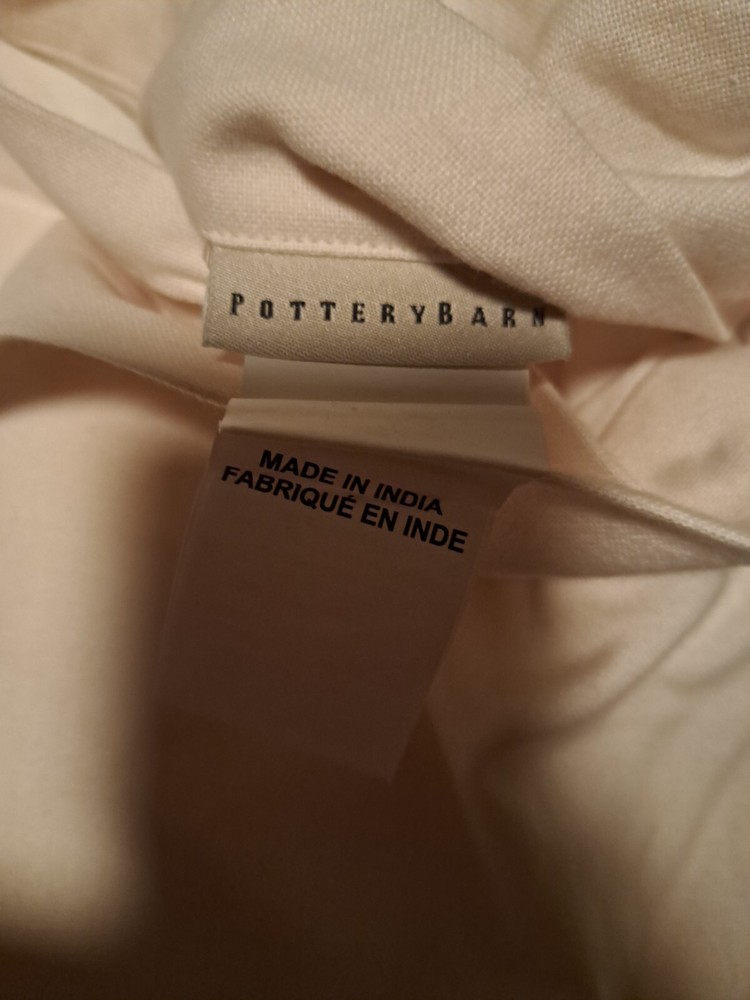 POTTERYBARN
MADE IN INDIA
FABRIQUÉ EN INDE